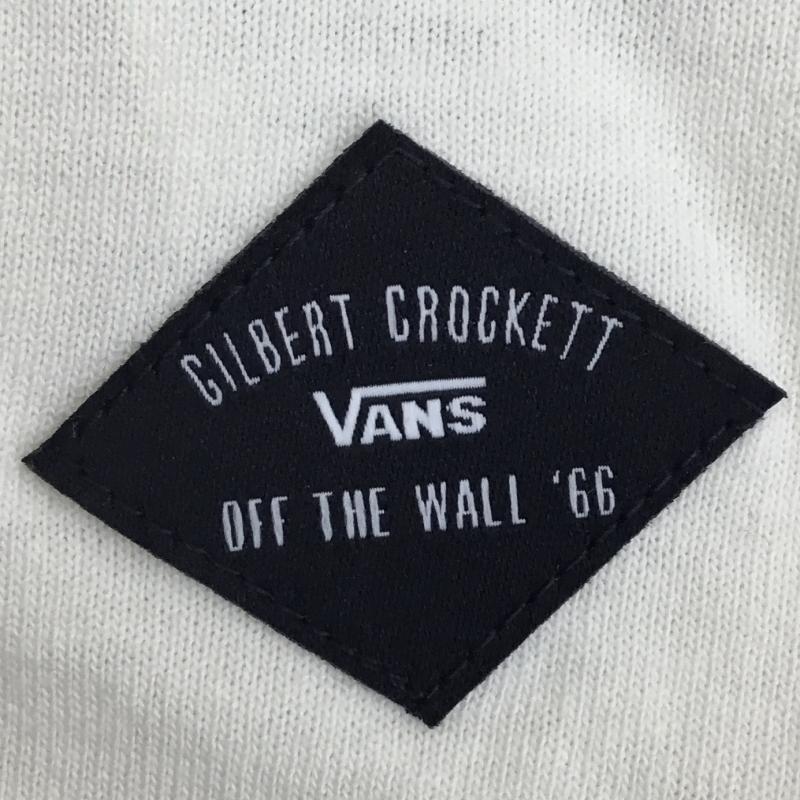 GILBERT CROCKETT
VANS
OFF THE WALL '66